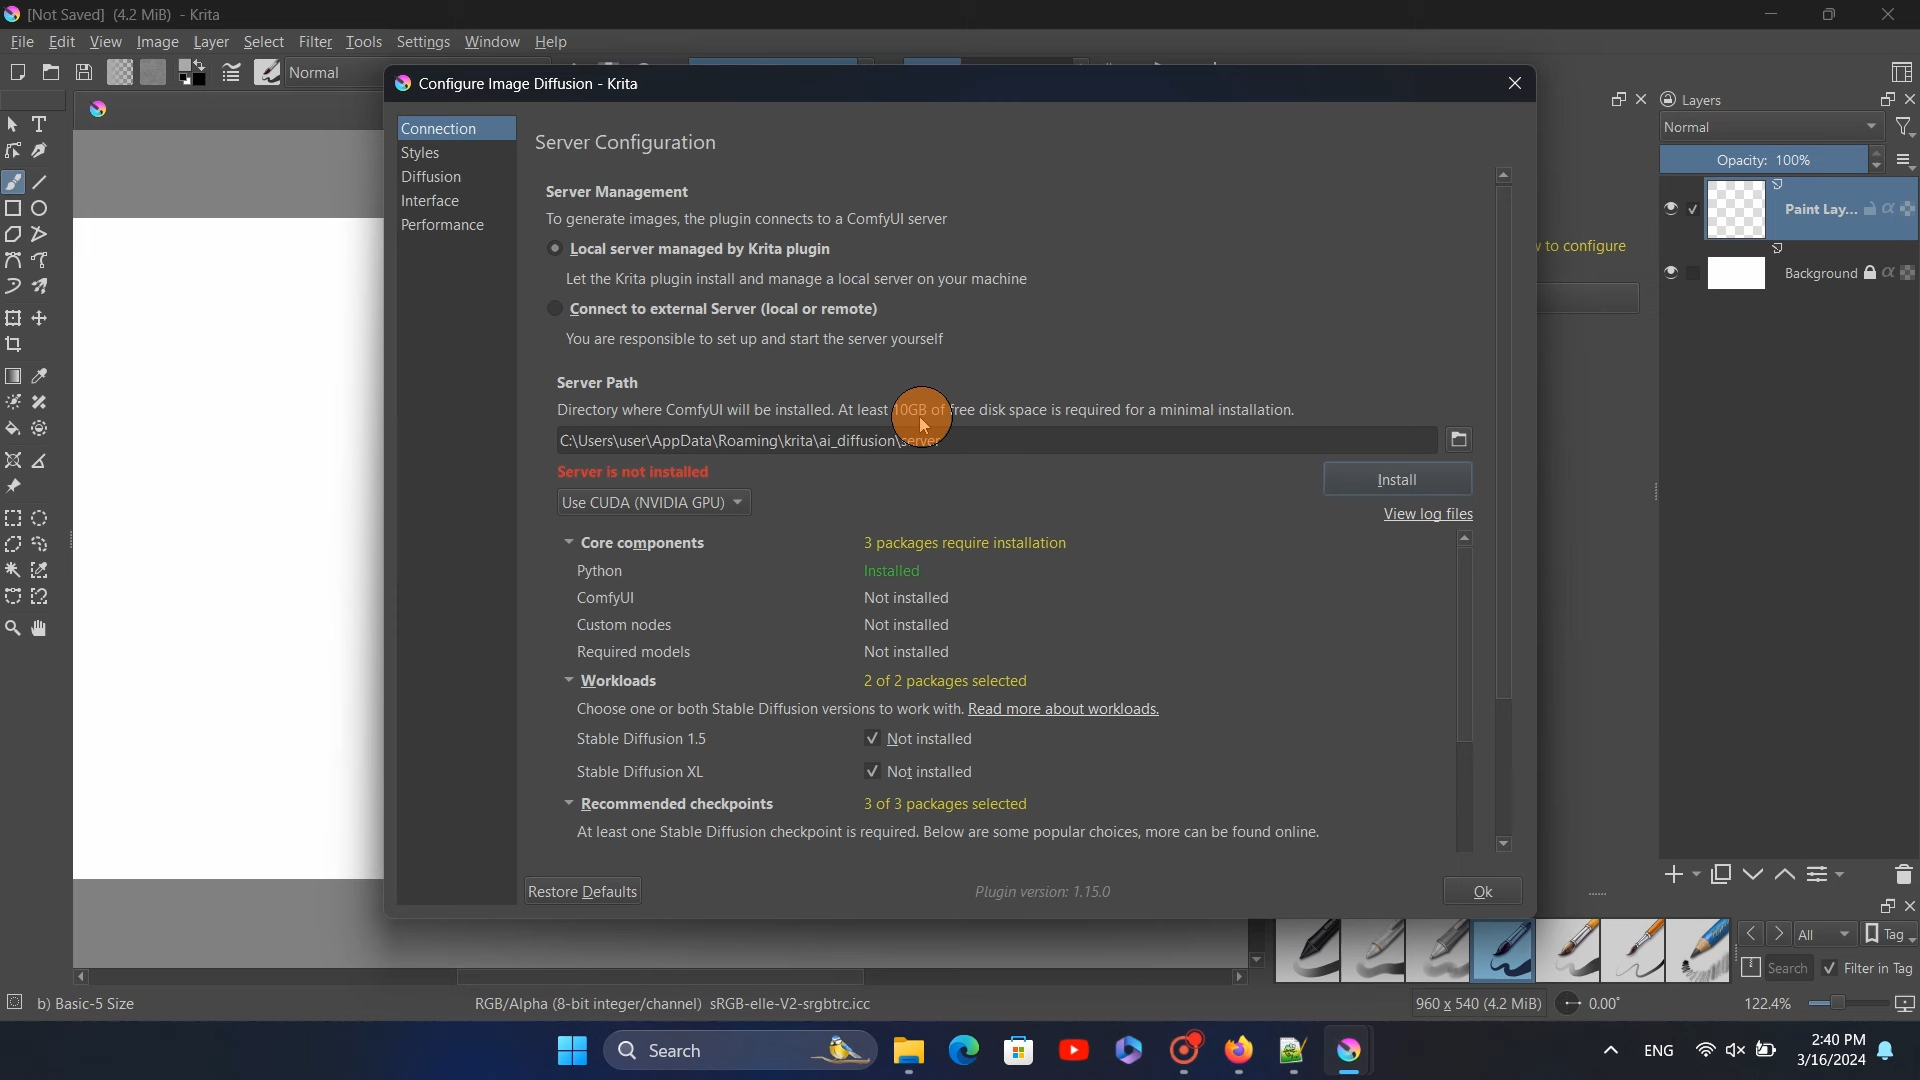 [Not Saved] (4.2 MiB) - Krita
File Edit View Image Layer Select Filter Tools Settings Window Help
Normal
Configure Image Diffusion - Krita
Layers
Normal
Opacity: 100%
Paint Lay...
Background
to configure
Connection
Styles
Diffusion
Interface
Performance
Server Configuration
Server Management
To generate images, the plugin connects to a ComfyUI server
Local server managed by Krita plugin
Let the Krita plugin install and manage a local server on your machine
Connect to external Server (local or remote)
You are responsible to set up and start the server yourself
Server Path
Directory where ComfyUI will be installed. At least 10GB of free disk space is required for a minimal installation.
C:\Users\user\AppData\Roaming\krita\ai_diffusion\server
Server is not installed
Install
Use CUDA (NVIDIA GPU)
View log files
Core components 3 packages require installation
Python Installed
ComfyUI Not installed
Custom nodes Not installed
Required models Not installed
Workloads 2 of 2 packages selected
Choose one or both Stable Diffusion versions to work with. Read more about workloads.
Stable Diffusion 1.5 Not installed
Stable Diffusion XL Not installed
Recommended checkpoints 3 of 3 packages selected
At least one Stable Diffusion checkpoint is required. Below are some popular choices, more can be found online.
Restore Defaults Plugin version: 1.15.0 Ok
All Tag
Search Filter in Tag
b) Basic-5 Size RGB/Alpha (8-bit integer/channel) sRGB-elle-V2-srgbtrc.icc 960 x 540 (4.2 MiB) 0.00° 122.4%
Search ENG 2:40 PM
3/16/2024